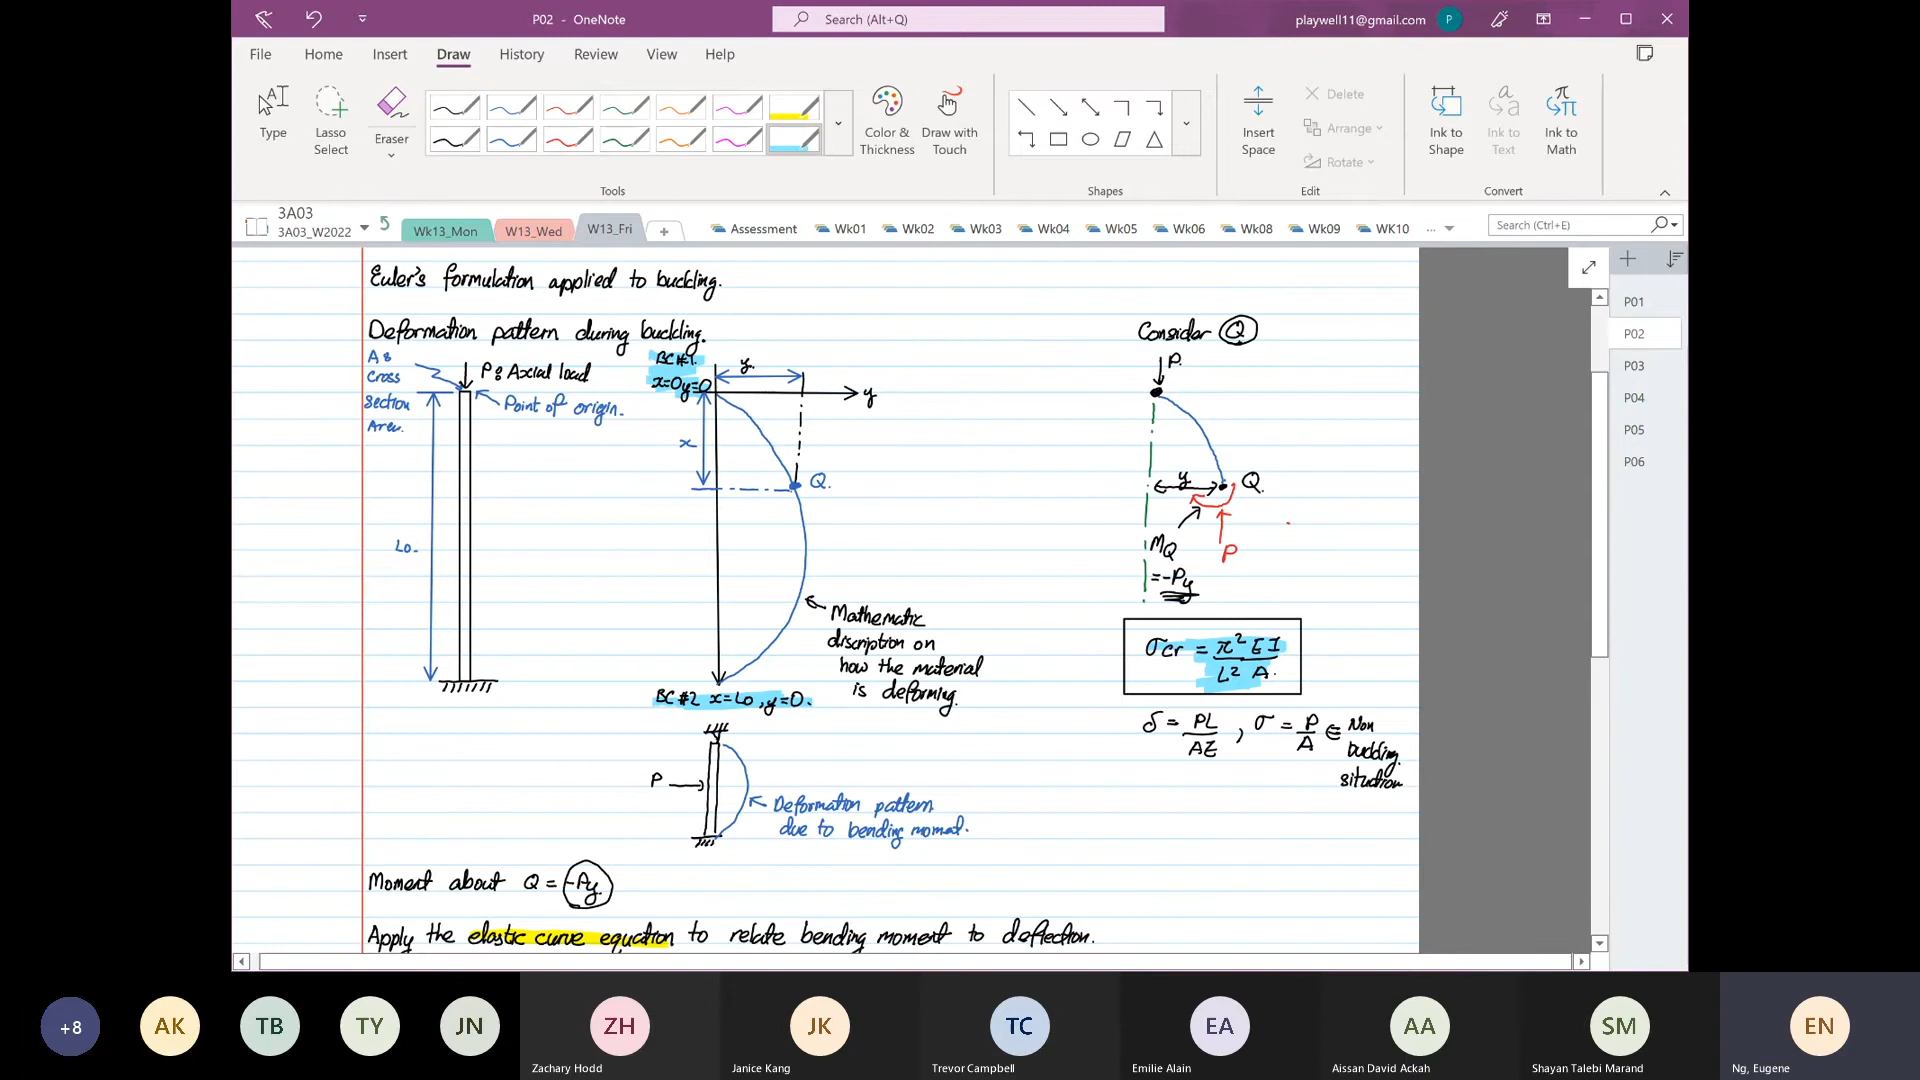 P02 - OneNote
Search (Alt+Q)
playwell11@gmail.com
P
File Home Insert Draw History Review View Help
Type
Lasso Select
Eraser
Color & Thickness
Draw with Touch
Insert Space
Delete
Arrange
Rotate
Ink to Shape
Ink to Text
Ink to Math
Tools
Shapes
Edit
Convert
3A03
3A03_W2022
Wk13_Mon W13_Wed W13_Fri
Assessment Wk01 Wk02 Wk03 Wk04 Wk05 Wk06 Wk08 Wk09 WK10 ...
Search (Ctrl+E)
P01
P02
P03
P04
P05
P06
Euler's formulation applied to buckling.
Deformation pattern during buckling.
A:
Cross
section
Area.
P: Axial load
Point of origin.
Lo.
BC #1.
x=0 y=0
y.
y
x
Q.
Mathematic
discription on
how the material
is deforming.
BC #2 x=Lo, y=0.
P
Deformation pattern
due to bending moment.
Consider Q
P.
y
Q.
P
MQ
=-Py
σcr = π² E I / L² A.
δ = PL / AE , σ = P / A ⇐ Non
buckling
situation
Moment about Q = -Py.
Apply the elastic curve equation to relate bending moment to deflection.
+8
AK
TB
TY
JN
ZH
Zachary Hodd
JK
Janice Kang
TC
Trevor Campbell
EA
Emilie Alain
AA
Aissan David Ackah
SM
Shayan Talebi Marand
EN
Ng, Eugene